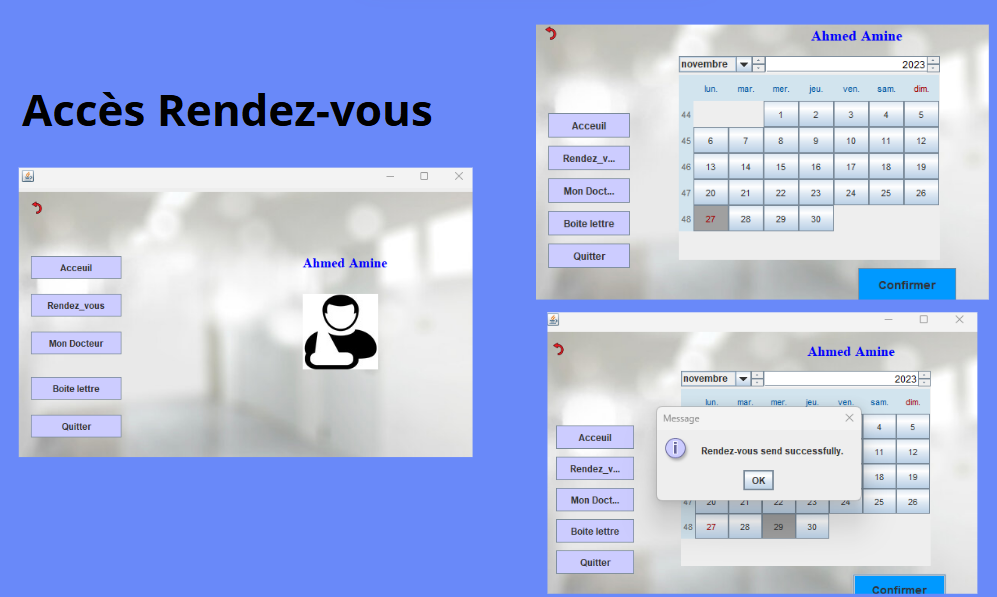 Accès Rendez-vous
Ahmed Amine
Acceuil
Rendez_vous
Mon Docteur
Boite lettre
Quitter
Ahmed Amine
novembre 2023
lun. mar. mer. jeu. ven. sam. dim.
44 1 2 3 4 5
45 6 7 8 9 10 11 12
46 13 14 15 16 17 18 19
47 20 21 22 23 24 25 26
48 27 28 29 30
Acceuil
Rendez_v...
Mon Doct...
Boite lettre
Quitter
Confirmer
Ahmed Amine
novembre 2023
lun. mar. mer. jeu. ven. sam. dim.
Message
Rendez-vous send successfully.
OK
4 5
11 12
18 19
47 20 21 22 23 24 25 26
48 27 28 29 30
Acceuil
Rendez_v...
Mon Doct...
Boite lettre
Quitter
Confirmer